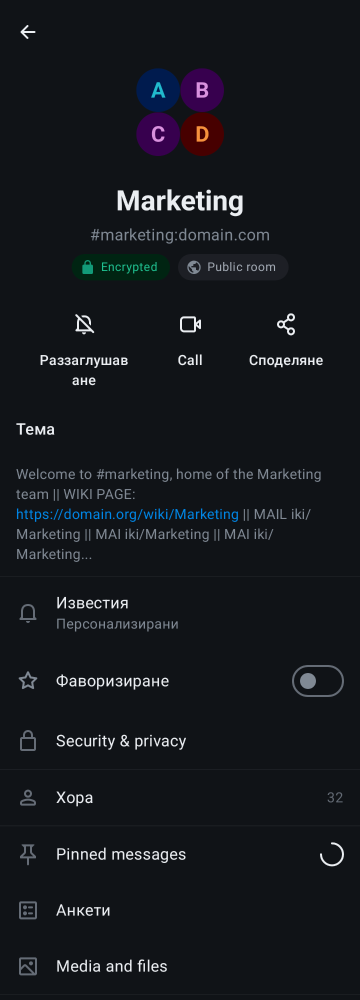 A B
C D
Marketing
#marketing:domain.com
Encrypted Public room
Раззаглушав
ане
Call
Споделяне
Тема
Welcome to #marketing, home of the Marketing
team || WIKI PAGE:
https://domain.org/wiki/Marketing || MAIL iki/
Marketing || MAI iki/Marketing || MAI iki/
Marketing...
Известия
Персонализирани
Фаворизиране
Security & privacy
Хора 32
Pinned messages
Анкети
Media and files